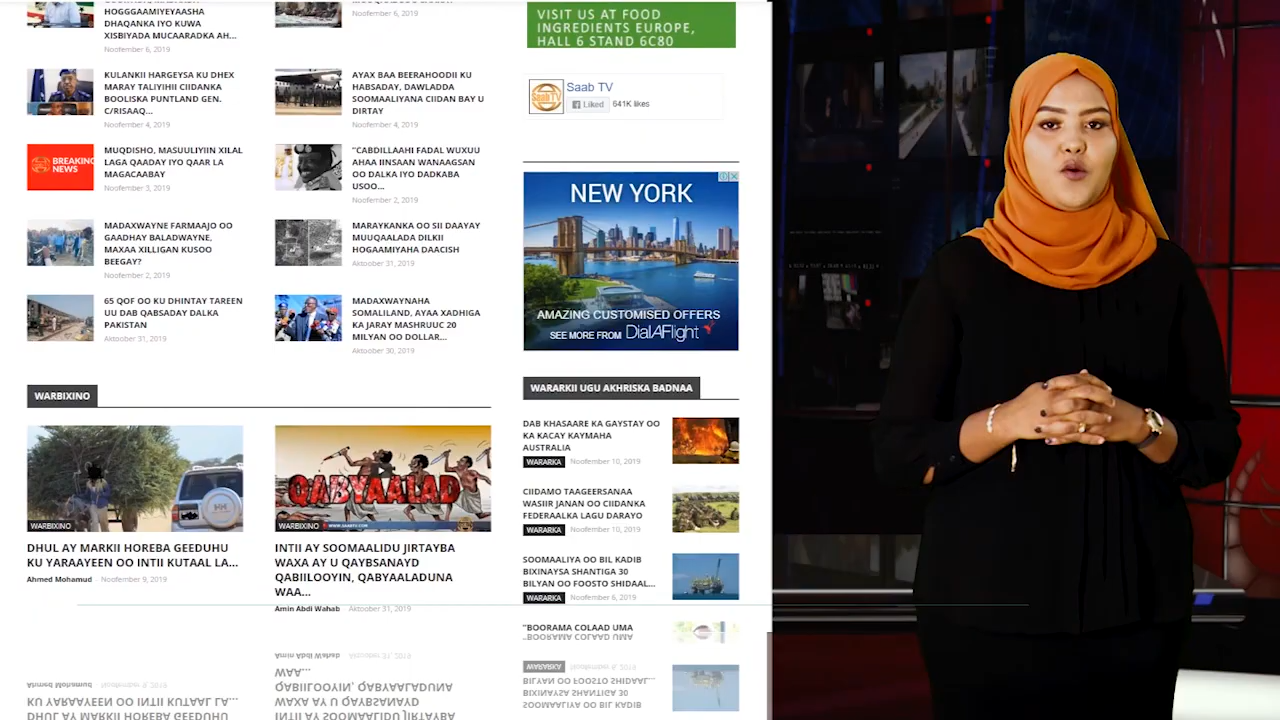 HOGGGAAMIYEYAASHA
DHAQANKA IYO KUWA
XISBIYADA MUCAARADKA AH...
Noofember 6, 2019
Noofember 6, 2019
KULANKII HARGEYSA KU DHEX
MARAY TALIYIHII CIIDANKA
BOOLISKA PUNTLAND GEN.
C/RISAAQ...
Noofember 4, 2019
AYAX BAA BEERAHOODII KU
HABSADAY, DAWLADDA
SOOMAALIYANA CIIDAN BAY U
DIRTAY
Noofember 4, 2019
BREAKING
NEWS
MUQDISHO, MASUULIYIIN XILAL
LAGA QAADAY IYO QAAR LA
MAGACAABAY
Noofember 3, 2019
"CABDILLAAHI FADAL WUXUU
AHAA IINSAAN WANAAGSAN
OO DALKA IYO DADKABA
USOO...
Noofember 2, 2019
MADAXWAYNE FARMAAJO OO
GAADHAY BALADWAYNE,
MAXAA XILLIGAN KUSOO
BEEGAY?
Noofember 2, 2019
MARAYKANKA OO SII DAAYAY
MUUQAALADA DILKII
HOGAAMIYAHA DAACISH
Aktoober 31, 2019
65 QOF OO KU DHINTAY TAREEN
UU DAB QABSADAY DALKA
PAKISTAN
Aktoober 31, 2019
MADAXWAYNAHA
SOMALILAND, AYAA XADHIGA
KA JARAY MASHRUUC 20
MILYAN OO DOLLAR...
Aktoober 30, 2019
WARBIXINO
WARBIXINO
DHUL AY MARKII HOREBA GEEDUHU
KU YARAAYEEN OO INTII KUTAAL LA...
Ahmed Mohamud Noofember 9, 2019
QABYAALAD
WARBIXINO
WWW.SAABTV.COM
INTII AY SOOMAALIDU JIRTAYBA
WAXA AY U QAYBSANAYD
QABIILOOYIN, QABYAALADUNA
WAA...
Amin Abdi Wahab Aktoober 31, 2019
VISIT US AT FOOD
INGREDIENTS EUROPE,
HALL 6 STAND 6C80
Saab TV
Saab TV
Liked 641K likes
NEW YORK
AMAZING CUSTOMISED OFFERS
SEE MORE FROM DialAFlight
WARARKII UGU AKHRISKA BADNAA
DAB KHASAARE KA GAYSTAY OO
KA KACAY KAYMAHA
AUSTRALIA
WARARKA Noofember 10, 2019
CIIDAMO TAAGEERSANAA
WASIIR JANAN OO CIIDANKA
FEDERAALKA LAGU DARAYO
WARARKA Noofember 10, 2019
SOOMAALIYA OO BIL KADIB
BIXINAYSA SHANTIGA 30
BILYAN OO FOOSTO SHIDAAL...
WARARKA Noofember 6, 2019
"BOORAMA COLAAD UMA